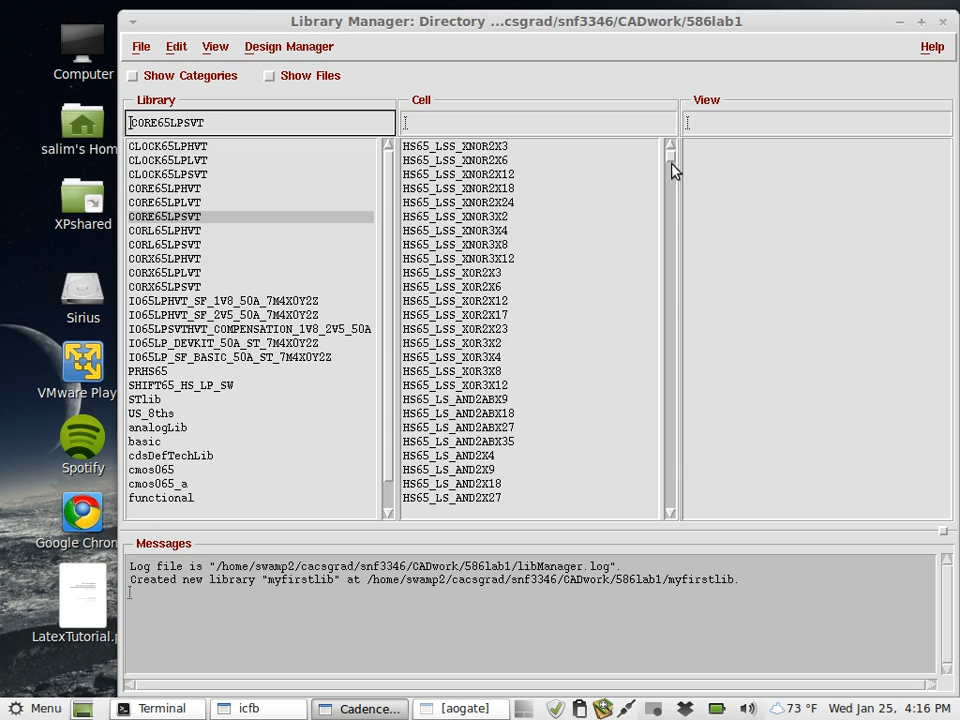 Library Manager: Directory ...csgrad/snf3346/CADwork/586lab1
File Edit View Design Manager Help
Show Categories Show Files
Library
CORE65LPSVT
CLOCK65LPHVT
CLOCK65LPLVT
CLOCK65LPSVT
CORE65LPHVT
CORE65LPLVT
CORE65LPSVT
CORL65LPHVT
CORL65LPSVT
CORX65LPHVT
CORX65LPLVT
CORX65LPSVT
IO65LPHVT_SF_1V8_50A_7M4X0Y2Z
IO65LPHVT_SF_2V5_50A_7M4X0Y2Z
IO65LPSVTHVT_COMPENSATION_1V8_2V5_50A
IO65LP_DEVKIT_50A_ST_7M4X0Y2Z
IO65LP_SF_BASIC_50A_ST_7M4X0Y2Z
PRHS65
SHIFT65_HS_LP_SW
STlib
US_8ths
analogLib
basic
cdsDefTechLib
cmos065
cmos065_a
functional
Cell
HS65_LSS_XNOR2X3
HS65_LSS_XNOR2X6
HS65_LSS_XNOR2X12
HS65_LSS_XNOR2X18
HS65_LSS_XNOR2X24
HS65_LSS_XNOR3X2
HS65_LSS_XNOR3X4
HS65_LSS_XNOR3X8
HS65_LSS_XNOR3X12
HS65_LSS_XOR2X3
HS65_LSS_XOR2X6
HS65_LSS_XOR2X12
HS65_LSS_XOR2X17
HS65_LSS_XOR2X23
HS65_LSS_XOR3X2
HS65_LSS_XOR3X4
HS65_LSS_XOR3X8
HS65_LSS_XOR3X12
HS65_LS_AND2ABX9
HS65_LS_AND2ABX18
HS65_LS_AND2ABX27
HS65_LS_AND2ABX35
HS65_LS_AND2X4
HS65_LS_AND2X9
HS65_LS_AND2X18
HS65_LS_AND2X27
View
Messages
Log file is "/home/swamp2/cacsgrad/snf3346/CADwork/586lab1/libManager.log".
Created new library "myfirstlib" at /home/swamp2/cacsgrad/snf3346/CADwork/586lab1/myfirstlib.
Computer
salim's Hom
XPshared
Sirius
VMware Play
Spotify
Google Chron
LatexTutorial.p
Menu Terminal icfb Cadence... [aogate] 73 °F Wed Jan 25, 4:16 PM